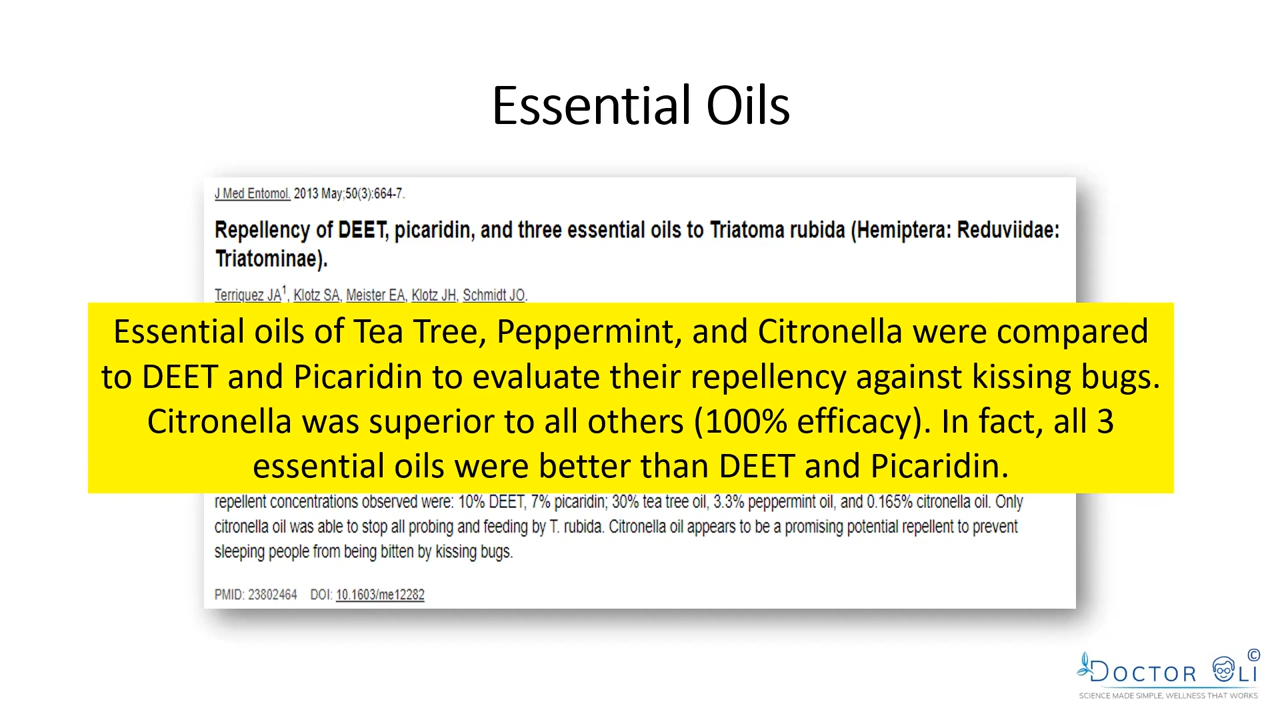 Essential Oils
J Med Entomol. 2013 May;50(3):664-7.
Repellency of DEET, picaridin, and three essential oils to Triatoma rubida (Hemiptera: Reduviidae:
Triatominae).
Terriquez JA1, Klotz SA, Meister EA, Klotz JH, Schmidt JO.
Essential oils of Tea Tree, Peppermint, and Citronella were compared
to DEET and Picaridin to evaluate their repellency against kissing bugs.
Citronella was superior to all others (100% efficacy). In fact, all 3
essential oils were better than DEET and Picaridin.
repellent concentrations observed were: 10% DEET, 7% picaridin; 30% tea tree oil, 3.3% peppermint oil, and 0.165% citronella oil. Only
citronella oil was able to stop all probing and feeding by T. rubida. Citronella oil appears to be a promising potential repellent to prevent
sleeping people from being bitten by kissing bugs.
PMID: 23802464 DOI: 10.1603/me12282
©
DOCTOR OLI
SCIENCE MADE SIMPLE, WELLNESS THAT WORKS